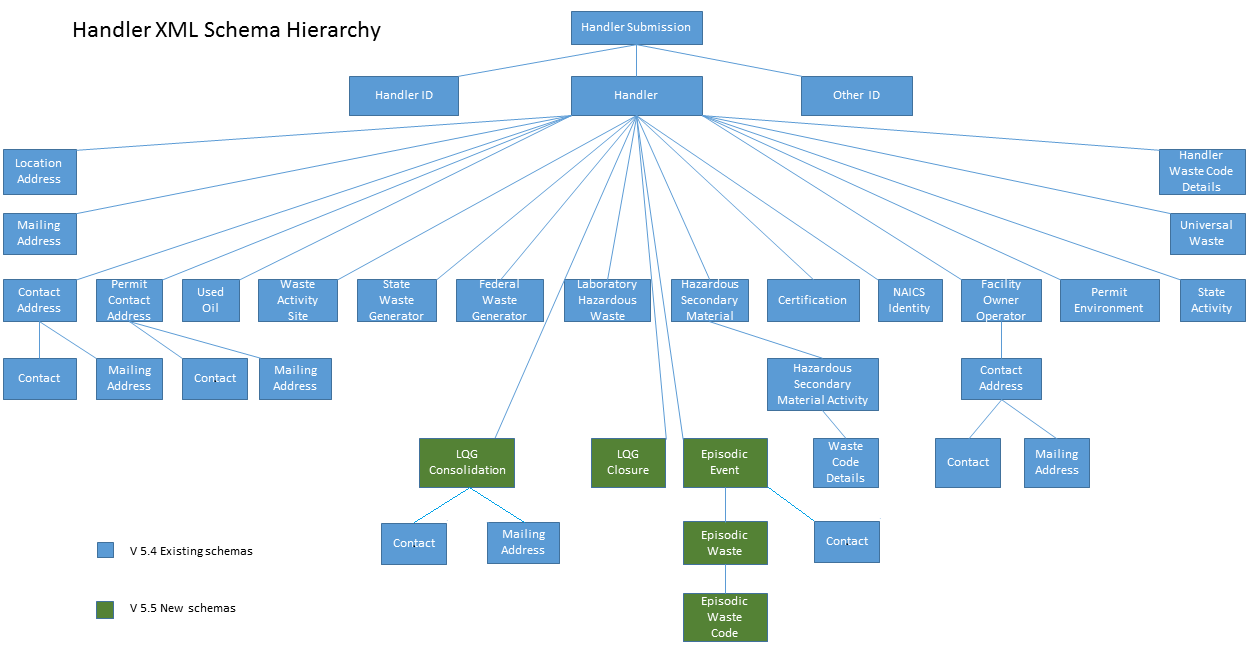 Handler XML Schema Hierarchy
Handler Submission
Handler ID
Handler
Other ID
Location
Address
Handler
Waste Code
Details
Mailing
Address
Universal
Waste
Contact
Address
Permit
Contact
Address
Used
Oil
Waste
Activity
Site
State
Waste
Generator
Federal
Waste
Generator
Laboratory
Hazardous
Waste
Hazardous
Secondary
Material
Certification
NAICS
Identity
Facility
Owner
Operator
Permit
Environment
State
Activity
Contact
Mailing
Address
Contact
Mailing
Address
Hazardous
Secondary
Material Activity
Contact
Address
LQG
Consolidation
LQG
Closure
Episodic
Event
Waste
Code
Details
Contact
Mailing
Address
Contact
Mailing
Address
Episodic
Waste
Contact
V 5.4 Existing schemas
V 5.5 New schemas
Episodic
Waste
Code